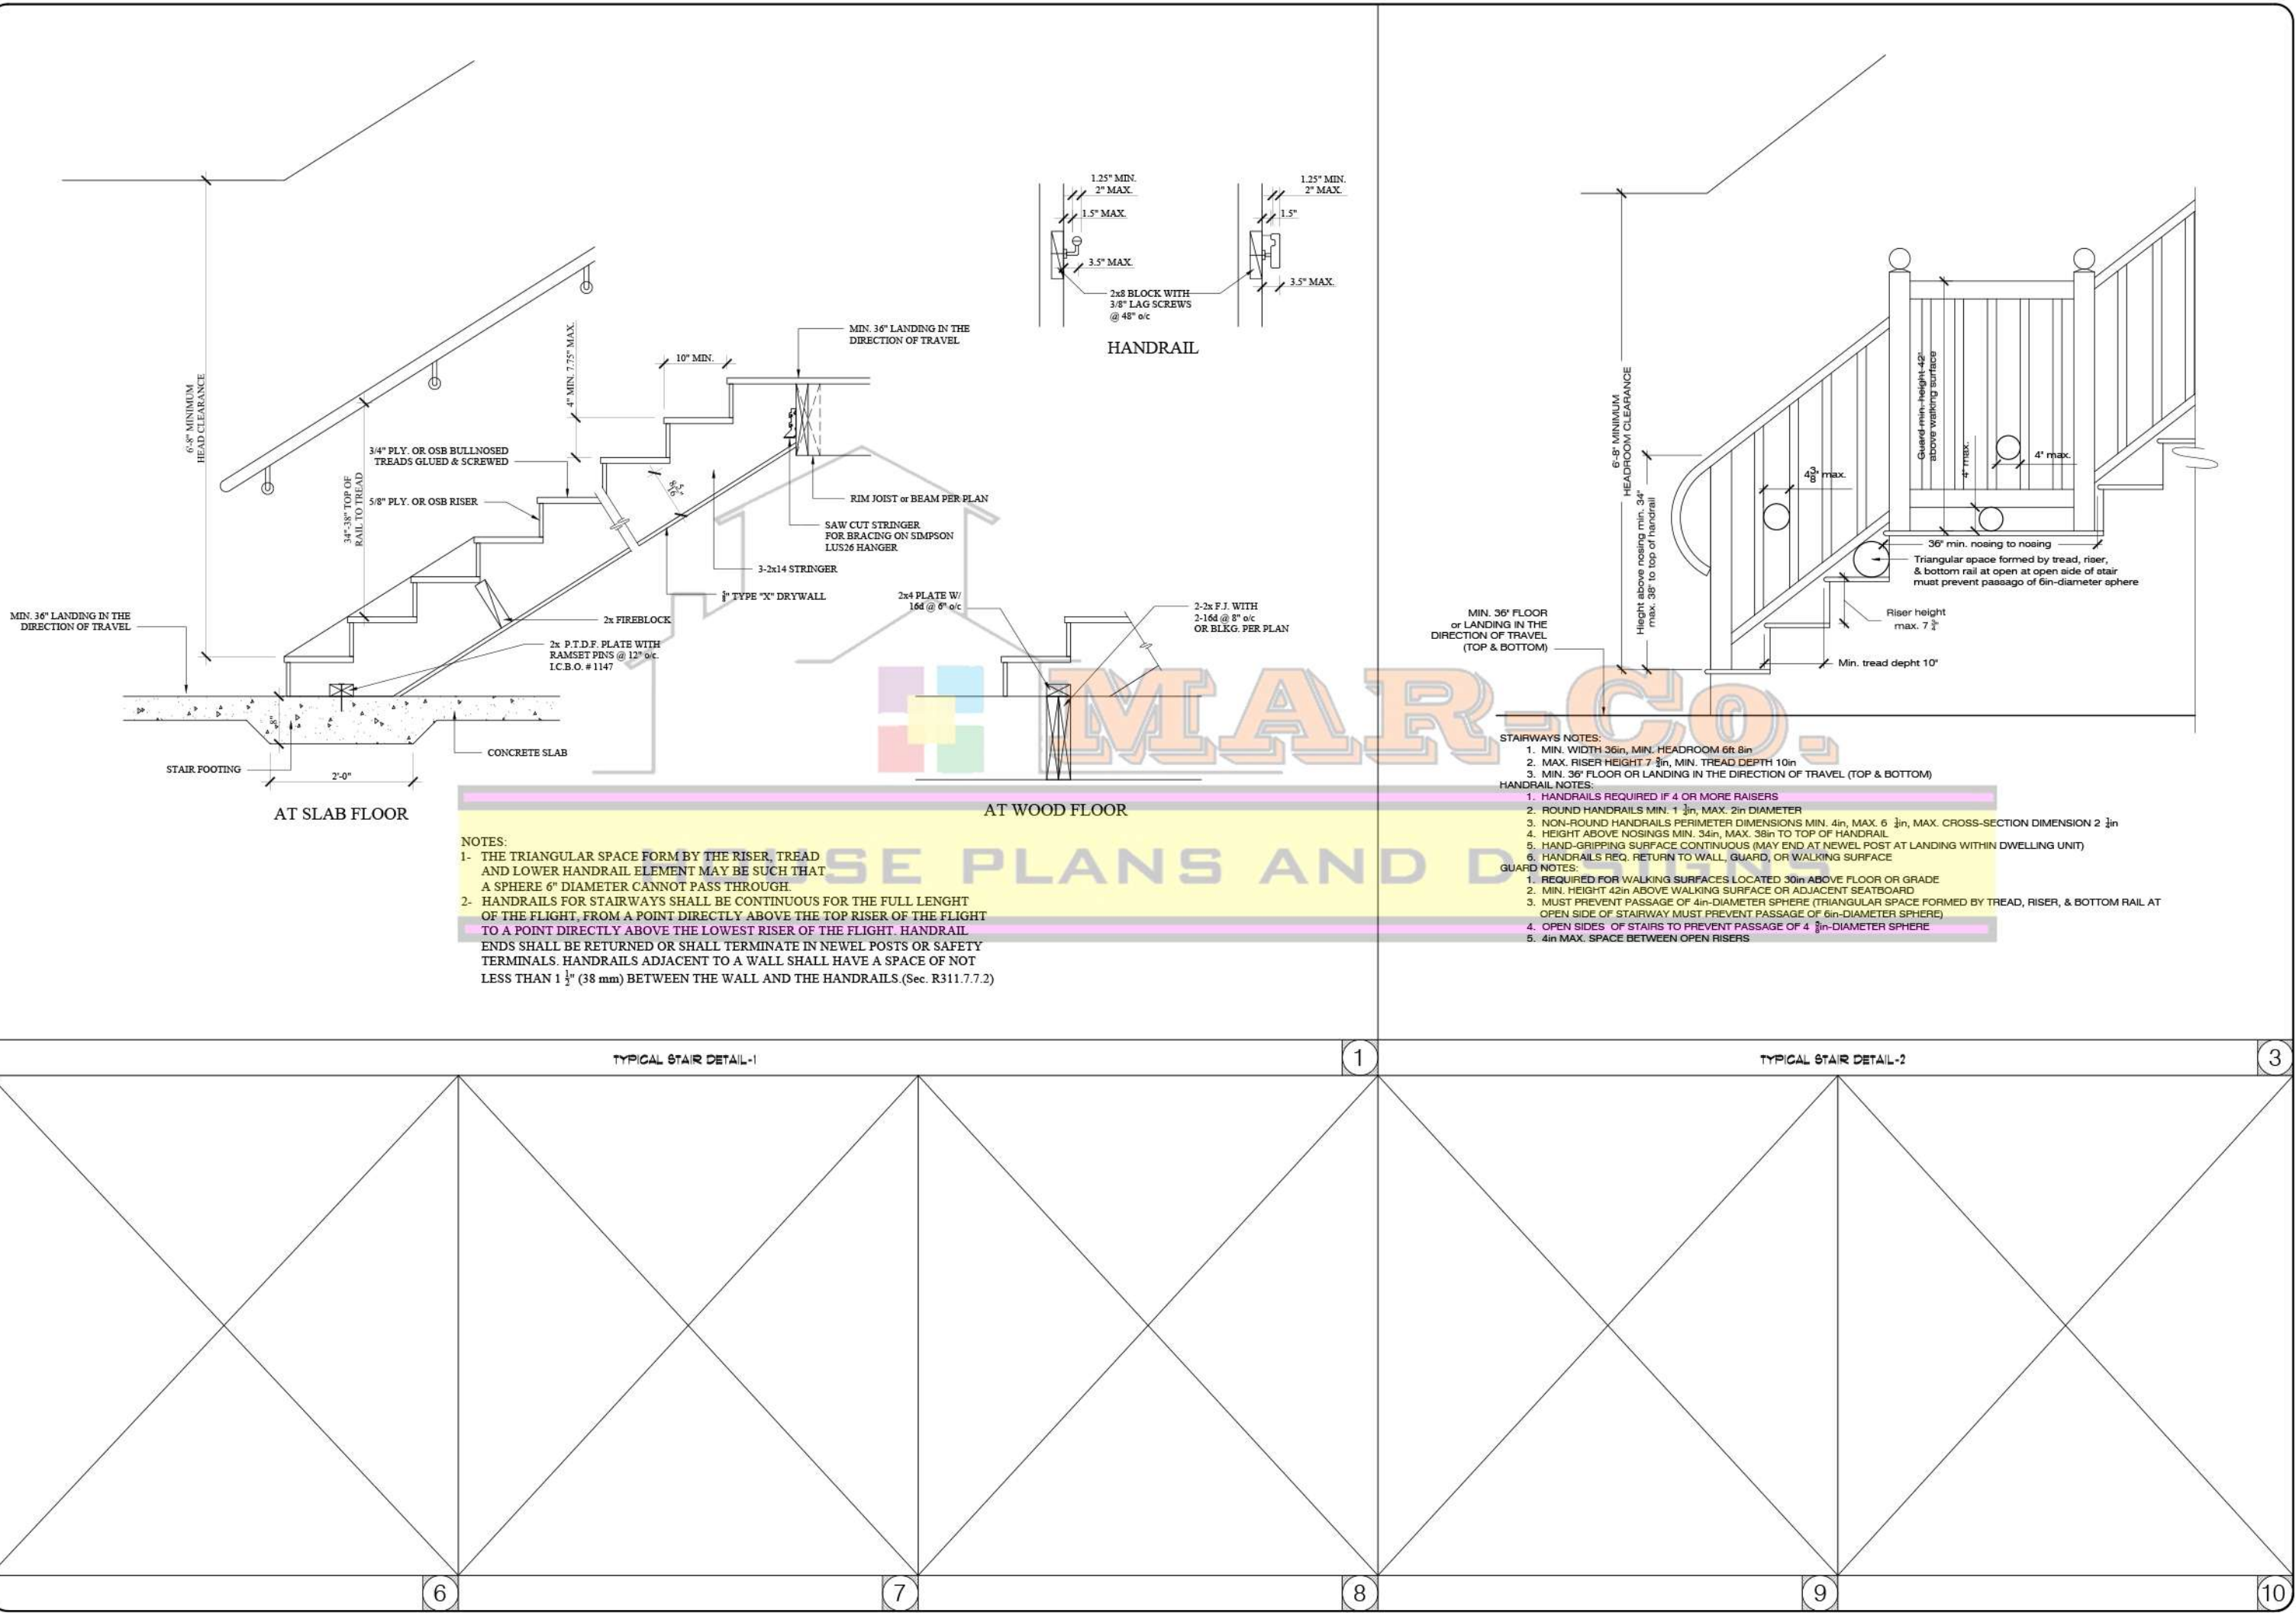 6'-8" MINIMUM
HEAD CLEARANCE
34"-38" TOP OF
RAIL TO TREAD
4" MIN. 7.75" MAX.
10" MIN.
MIN. 36" LANDING IN THE
DIRECTION OF TRAVEL
3/4" PLY. OR OSB BULLNOSED
TREADS GLUED & SCREWED
5/8" PLY. OR OSB RISER
RIM JOIST or BEAM PER PLAN
SAW CUT STRINGER
FOR BRACING ON SIMPSON
LUS26 HANGER
3-2x14 STRINGER
TYPE "X" DRYWALL
2x FIREBLOCK
2x P.T.D.F. PLATE WITH
RAMSET PINS @ 12" o/c.
I.C.B.O. # 1147
MIN. 36" LANDING IN THE
DIRECTION OF TRAVEL
8"
CONCRETE SLAB
STAIR FOOTING
2'-0"
AT SLAB FLOOR
1.25" MIN.
2" MAX.
1.5" MAX.
3.5" MAX.
1.25" MIN.
2" MAX.
1.5"
3.5" MAX.
2x8 BLOCK WITH
3/8" LAG SCREWS
@ 48" o/c
HANDRAIL
2x4 PLATE W/
16d @ 6" o/c
2-2x F.J. WITH
2-16d @ 8" o/c
OR BLKG. PER PLAN
AT WOOD FLOOR
NOTES:
1- THE TRIANGULAR SPACE FORM BY THE RISER, TREAD
AND LOWER HANDRAIL ELEMENT MAY BE SUCH THAT
A SPHERE 6" DIAMETER CANNOT PASS THROUGH.
2- HANDRAILS FOR STAIRWAYS SHALL BE CONTINUOUS FOR THE FULL LENGHT
OF THE FLIGHT, FROM A POINT DIRECTLY ABOVE THE TOP RISER OF THE FLIGHT
TO A POINT DIRECTLY ABOVE THE LOWEST RISER OF THE FLIGHT. HANDRAIL
ENDS SHALL BE RETURNED OR SHALL TERMINATE IN NEWEL POSTS OR SAFETY
TERMINALS. HANDRAILS ADJACENT TO A WALL SHALL HAVE A SPACE OF NOT
LESS THAN 1 1/2" (38 mm) BETWEEN THE WALL AND THE HANDRAILS.(Sec. R311.7.7.2)
TYPICAL STAIR DETAIL-1
1
6'-8" MINIMUM
HEADROOM CLEARANCE
Hieght above nosing min. 34"
max. 38" to top of handrail
Guard min. height 42"
above walking surface
4 3/8" max.
4" max.
4" max.
36" min. nosing to nosing
Triangular space formed by tread, riser,
& bottom rail at open at open side of stair
must prevent passago of 6in-diameter sphere
Riser height
max. 7 3/4"
Min. tread depht 10"
MIN. 36" FLOOR
or LANDING IN THE
DIRECTION OF TRAVEL
(TOP & BOTTOM)
MAR-Co.
HOUSE PLANS AND DESIGNS
STAIRWAYS NOTES:
1. MIN. WIDTH 36in, MIN. HEADROOM 6ft 8in
2. MAX. RISER HEIGHT 7 3/4in, MIN. TREAD DEPTH 10in
3. MIN. 36" FLOOR OR LANDING IN THE DIRECTION OF TRAVEL (TOP & BOTTOM)
HANDRAIL NOTES:
1. HANDRAILS REQUIRED IF 4 OR MORE RAISERS
2. ROUND HANDRAILS MIN. 1 1/4in, MAX. 2in DIAMETER
3. NON-ROUND HANDRAILS PERIMETER DIMENSIONS MIN. 4in, MAX. 6 1/4in, MAX. CROSS-SECTION DIMENSION 2 1/4in
4. HEIGHT ABOVE NOSINGS MIN. 34in, MAX. 38in TO TOP OF HANDRAIL
5. HAND-GRIPPING SURFACE CONTINUOUS (MAY END AT NEWEL POST AT LANDING WITHIN DWELLING UNIT)
6. HANDRAILS REQ. RETURN TO WALL, GUARD, OR WALKING SURFACE
GUARD NOTES:
1. REQUIRED FOR WALKING SURFACES LOCATED 30in ABOVE FLOOR OR GRADE
2. MIN. HEIGHT 42in ABOVE WALKING SURFACE OR ADJACENT SEATBOARD
3. MUST PREVENT PASSAGE OF 4in-DIAMETER SPHERE (TRIANGULAR SPACE FORMED BY TREAD, RISER, & BOTTOM RAIL AT
OPEN SIDE OF STAIRWAY MUST PREVENT PASSAGE OF 6in-DIAMETER SPHERE)
4. OPEN SIDES OF STAIRS TO PREVENT PASSAGE OF 4 3/8in-DIAMETER SPHERE
5. 4in MAX. SPACE BETWEEN OPEN RISERS
TYPICAL STAIR DETAIL-2
3
6
7
8
9
10